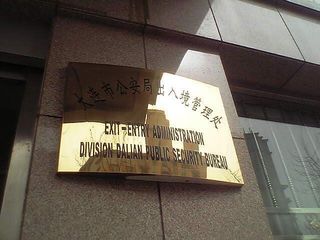 大连市公安局出入境管理处
EXIT-ENTRY ADMINISTRATION
DIVISION DALIAN PUBLIC SECURITY BUREAU